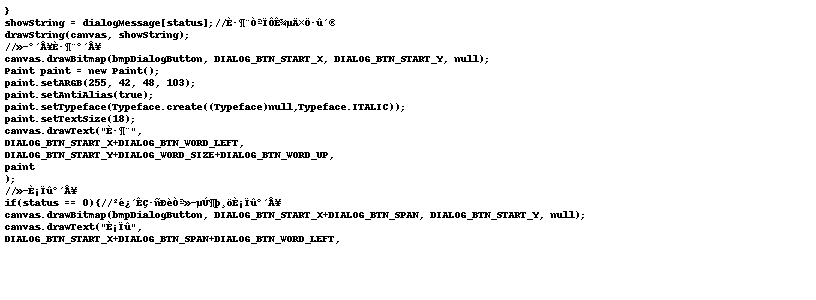 }
showString = dialogMessage[status];//È·¶¨ÒªÏÔÊ¾µÄ×Ö·û´®
drawString(canvas, showString);
//»­°´Å¥È·¶¨°´Å¥
canvas.drawBitmap(bmpDialogButton, DIALOG_BTN_START_X, DIALOG_BTN_START_Y, null);
Paint paint = new Paint();
paint.setARGB(255, 42, 48, 103);
paint.setAntiAlias(true);
paint.setTypeface(Typeface.create((Typeface)null,Typeface.ITALIC));
paint.setTextSize(18);
canvas.drawText("È·¶¨",
DIALOG_BTN_START_X+DIALOG_BTN_WORD_LEFT,
DIALOG_BTN_START_Y+DIALOG_WORD_SIZE+DIALOG_BTN_WORD_UP,
paint
);
//»­È¡Ïû°´Å¥
if(status == 0){//²é¿´Êç·ñÐèÒª»­µÚ¶þ¸öÈ¡Ïû°´Å¥
canvas.drawBitmap(bmpDialogButton, DIALOG_BTN_START_X+DIALOG_BTN_SPAN, DIALOG_BTN_START_Y, null);
canvas.drawText("È¡Ïû",
DIALOG_BTN_START_X+DIALOG_BTN_SPAN+DIALOG_BTN_WORD_LEFT,